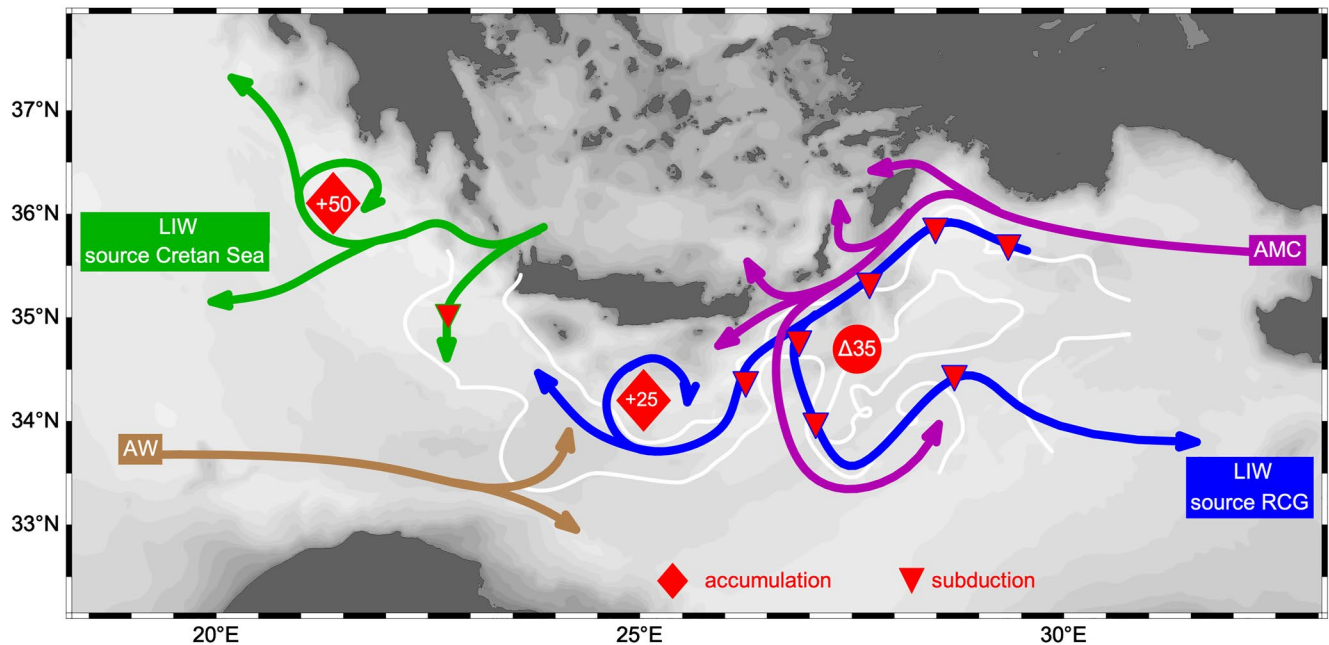 37°N
36°N
35°N
34°N
33°N
20°E
25°E
30°E
+50
LIW
source Cretan Sea
AMC
Δ35
+25
AW
LIW
source RCG
accumulation
subduction